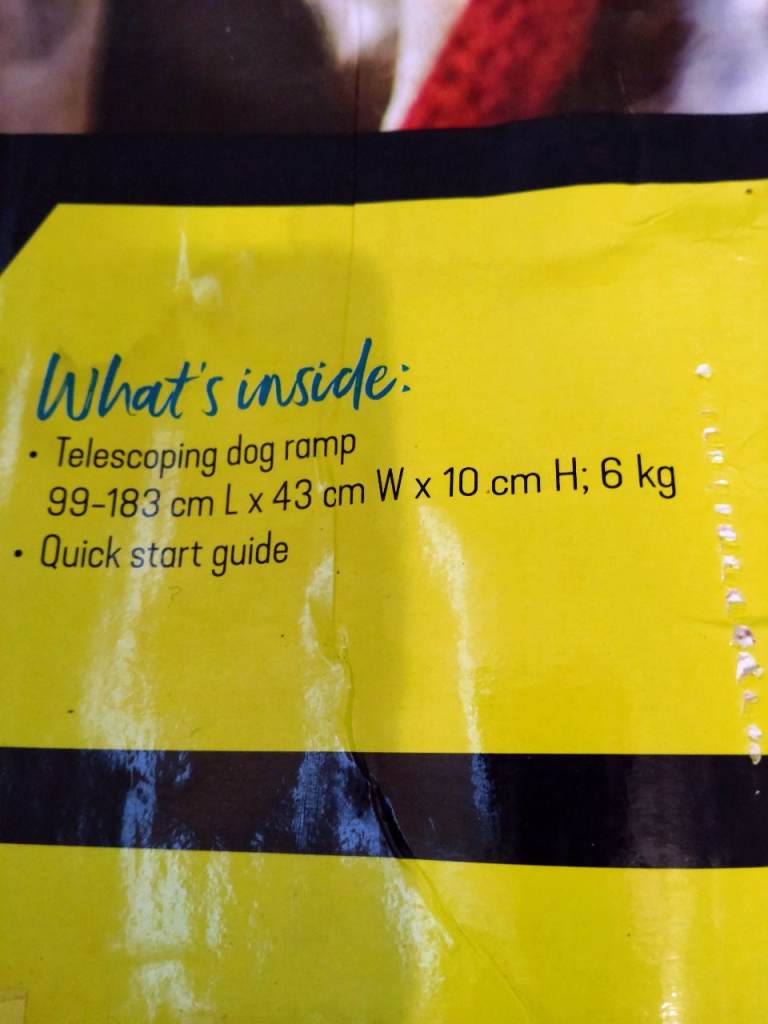 What's inside:
• Telescoping dog ramp
99-183 cm L x 43 cm W x 10 cm H; 6 kg
• Quick start guide